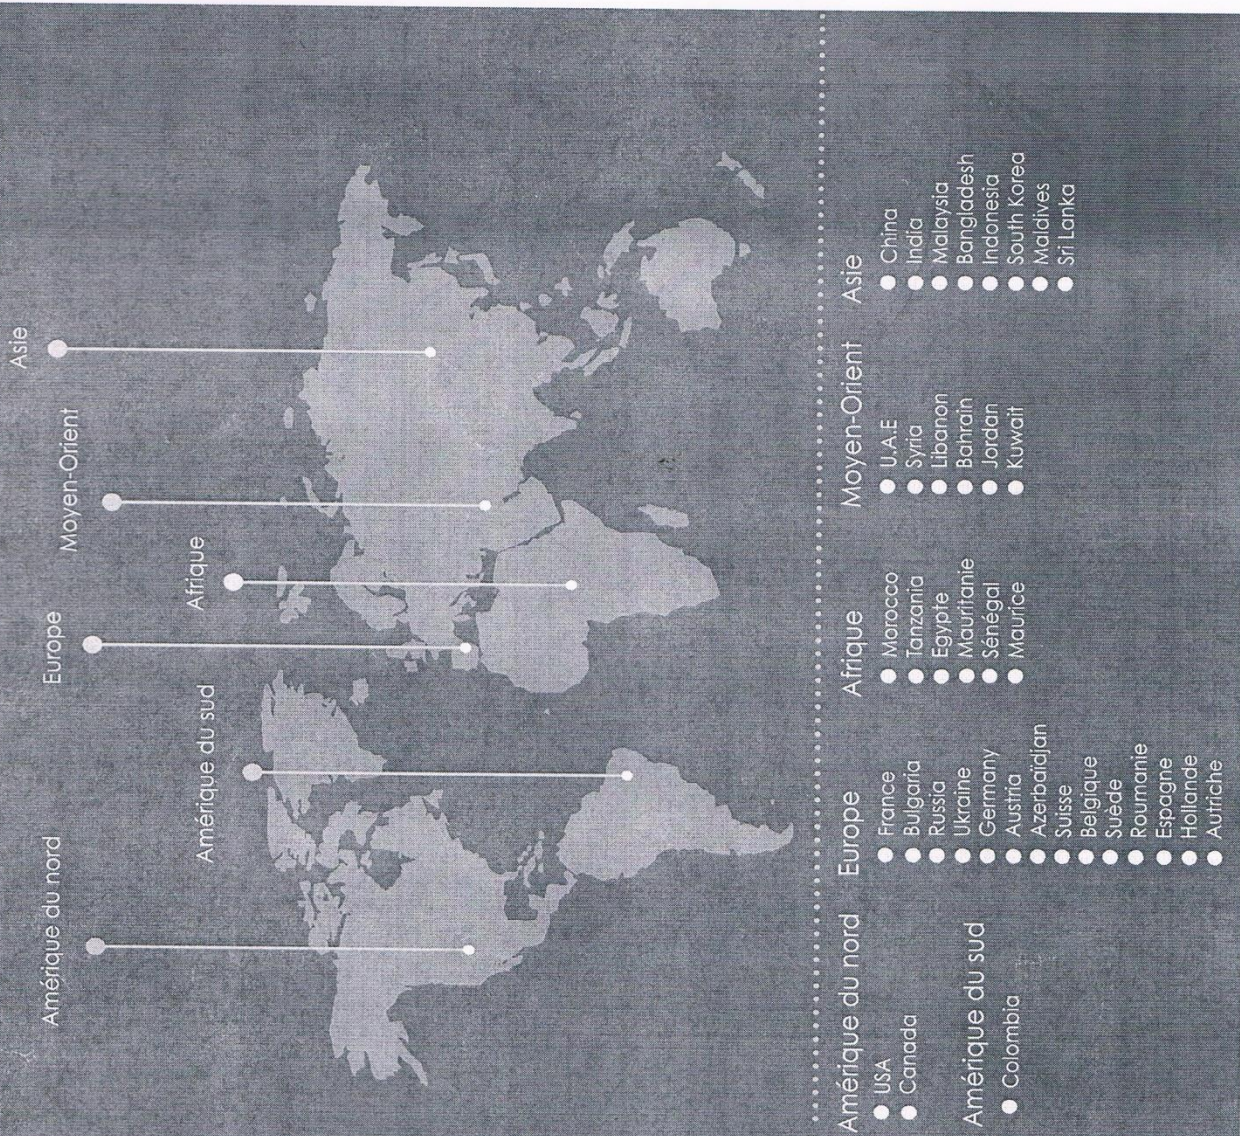 Amérique du nord
Amérique du sud
Europe
Afrique
Moyen-Orient
Asie
Amérique du nord
USA
Canada
Amérique du sud
Colombia
Europe
France
Bulgaria
Russia
Ukraine
Germany
Austria
Azerbaïdjan
Suisse
Belgique
Suède
Roumanie
Espagne
Hollande
Autriche
Afrique
Morocco
Tanzania
Egypte
Mauritanie
Sénégal
Maurice
Moyen-Orient
U.A.E
Syria
Libanon
Bahrain
Jordan
Kuwait
Asie
China
India
Malaysia
Bangladesh
Indonesia
South Korea
Maldives
Sri Lanka